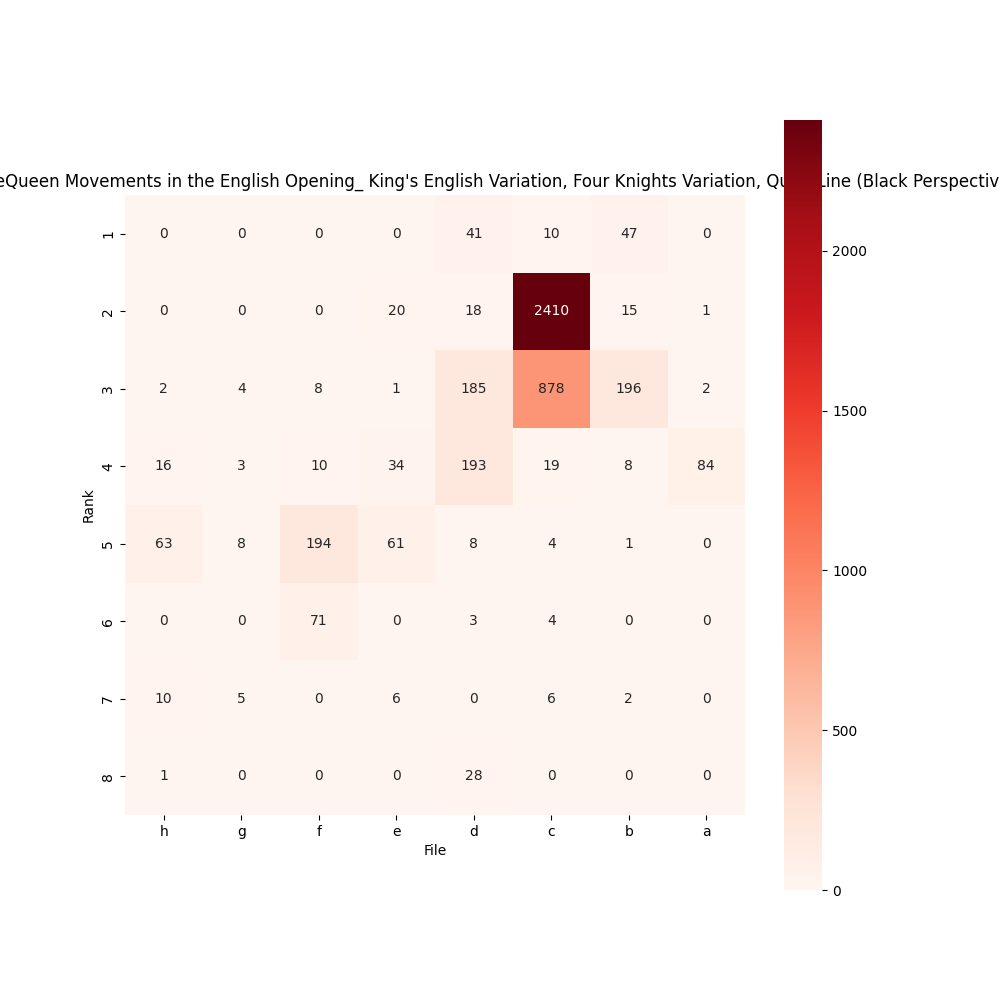 Queen Movements in the English Opening_ King's English Variation, Four Knights Variation, Line (Black
1 0 0 0 0 41 10 47 0
2 0 0 0 20 18 2410 15 1
3 2 4 8 1 185 878 196 2
4 16 3 10 34 193 19 8 84
5 63 8 194 61 8 4 1 0
6 0 0 71 0 3 4 0 0
7 10 5 0 6 0 6 2 0
8 1 0 0 0 28 0 0 0
h g f e d c b a
File
Rank
2000
1500
1000
500
0